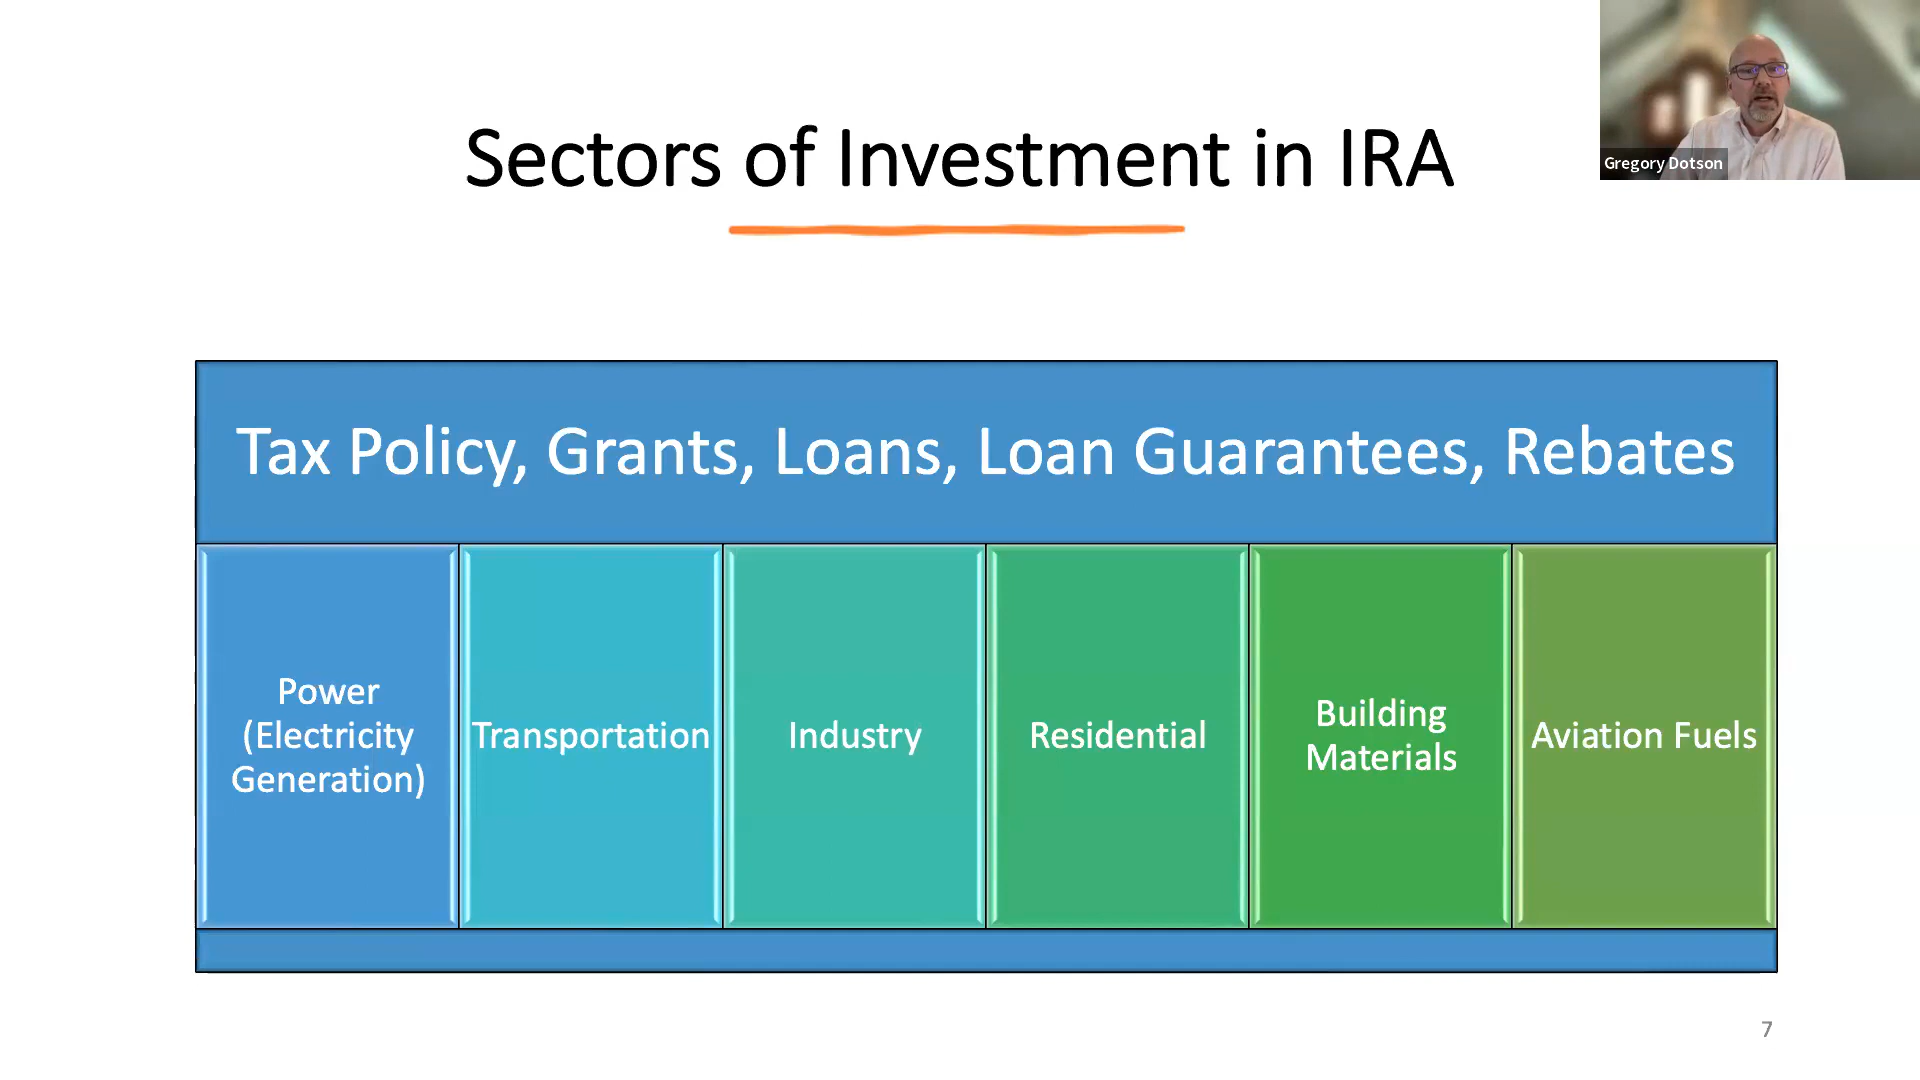 Sectors of Investment in IRA
Gregory Dotson
Tax Policy, Grants, Loans, Loan Guarantees, Rebates
Power
(Electricity
Generation)
Transportation
Industry
Residential
Building
Materials
Aviation Fuels
7